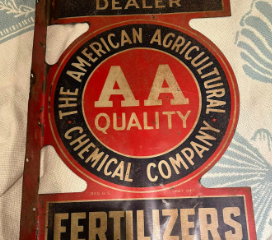 DEALER
THE AMERICAN AGRICULTURAL
AA
QUALITY
CHEMICAL COMPANY
FERTILIZERS